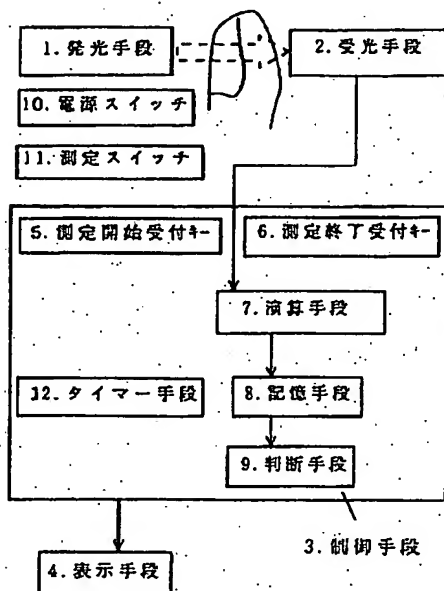 1. 発光手段
2. 受光手段
10. 電源スイッチ
11. 測定スイッチ
5. 測定開始受付キー
6. 測定終了受付キー
7. 演算手段
12. タイマー手段
8. 記憶手段
9. 判断手段
3. 制御手段
4. 表示手段